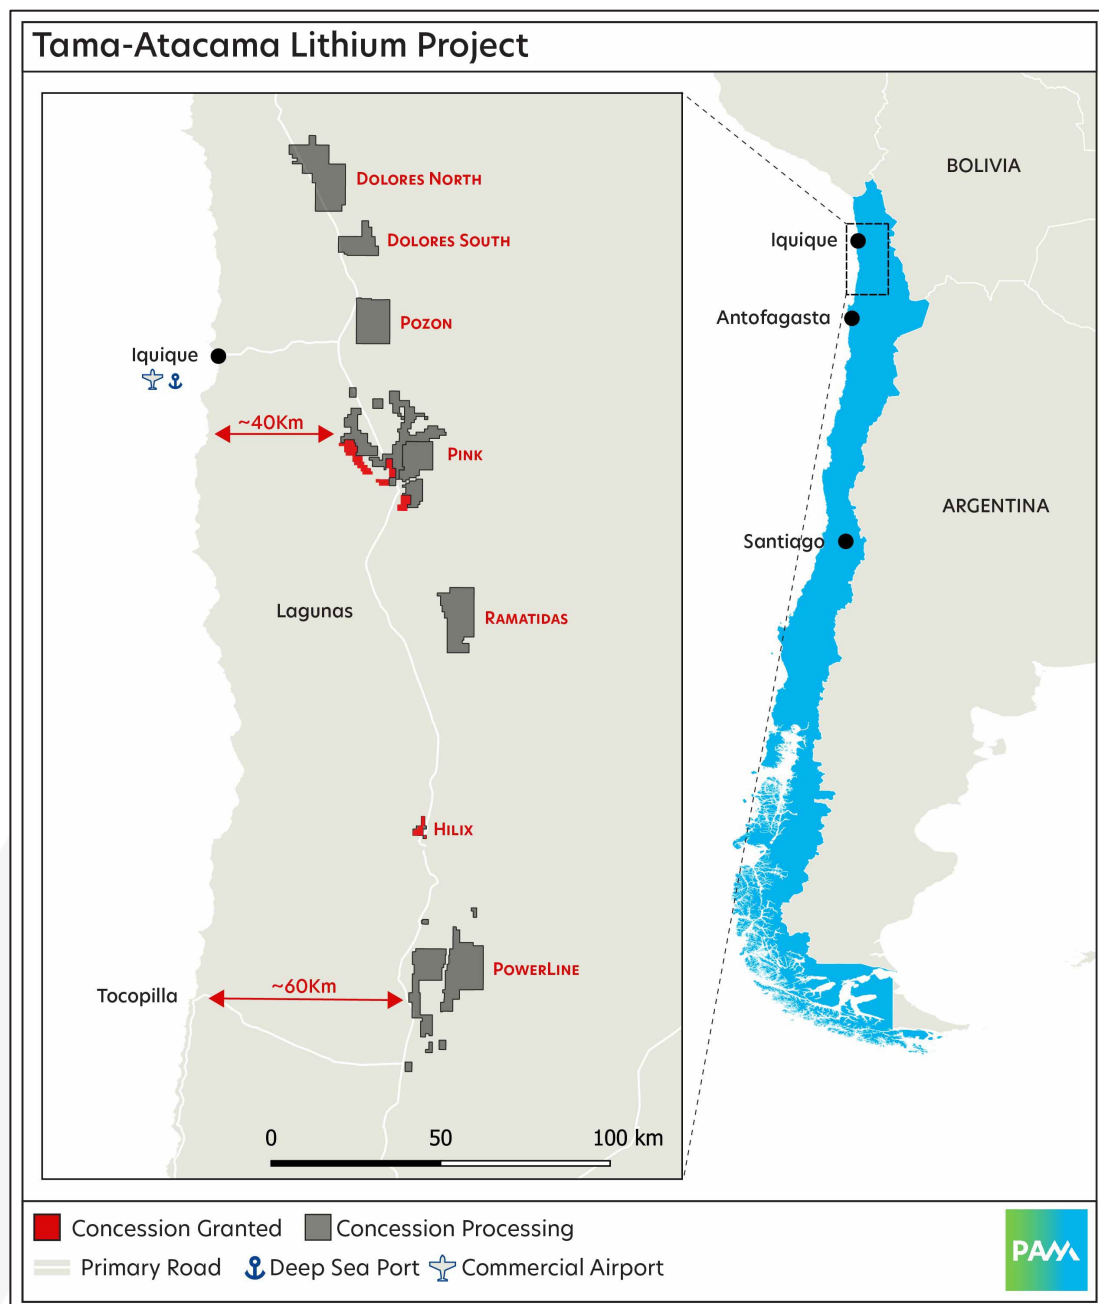 Tama-Atacama Lithium Project
DOLORES NORTH
DOLORES SOUTH
POZON
Iquique
~40Km
PINK
Lagunas
RAMATIDAS
HILIX
POWERLINE
Tocopilla
~60Km
0 50 100 km
BOLIVIA
Iquique
Antofagasta
ARGENTINA
Santiago
Concession Granted Concession Processing
Primary Road Deep Sea Port Commercial Airport
PAM